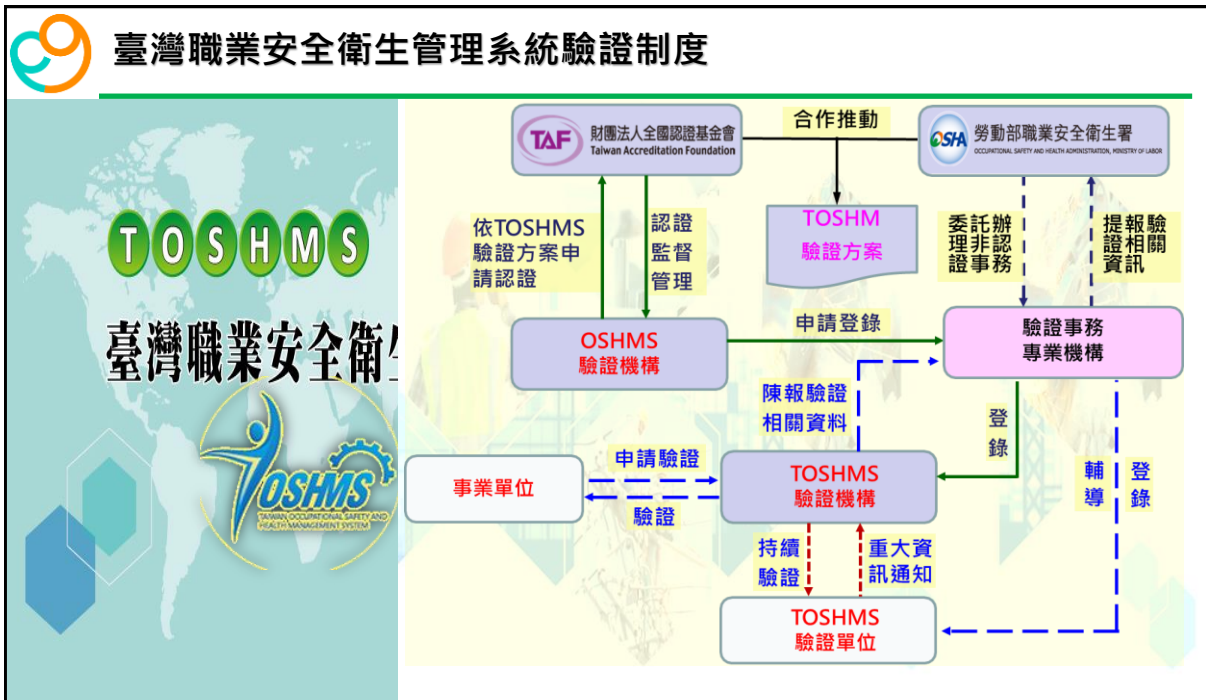 臺灣職業安全衛生管理系統驗證制度
TOSHMS
臺灣職業安全衛生
TOSHMS
TAIWAN OCCUPATIONAL SAFETY AND
HEALTH MANAGEMENT SYSTEM
TAF
財團法人全國認證基金會
Taiwan Accreditation Foundation
合作推動
OSHA
勞動部職業安全衛生署
OCCUPATIONAL SAFETY AND HEALTH ADMINISTRATION, MINISTRY OF LABOR
依TOSHMS
驗證方案申
請認證
認證
監督
管理
TOSHM
驗證方案
委託辦
理非認
證事務
提報驗
證相關
資訊
OSHMS
驗證機構
申請登錄
驗證事務
專業機構
陳報驗證
相關資料
登
錄
事業單位
申請驗證
驗證
TOSHMS
驗證機構
輔
導
登
錄
持續
驗證
重大資
訊通知
TOSHMS
驗證單位